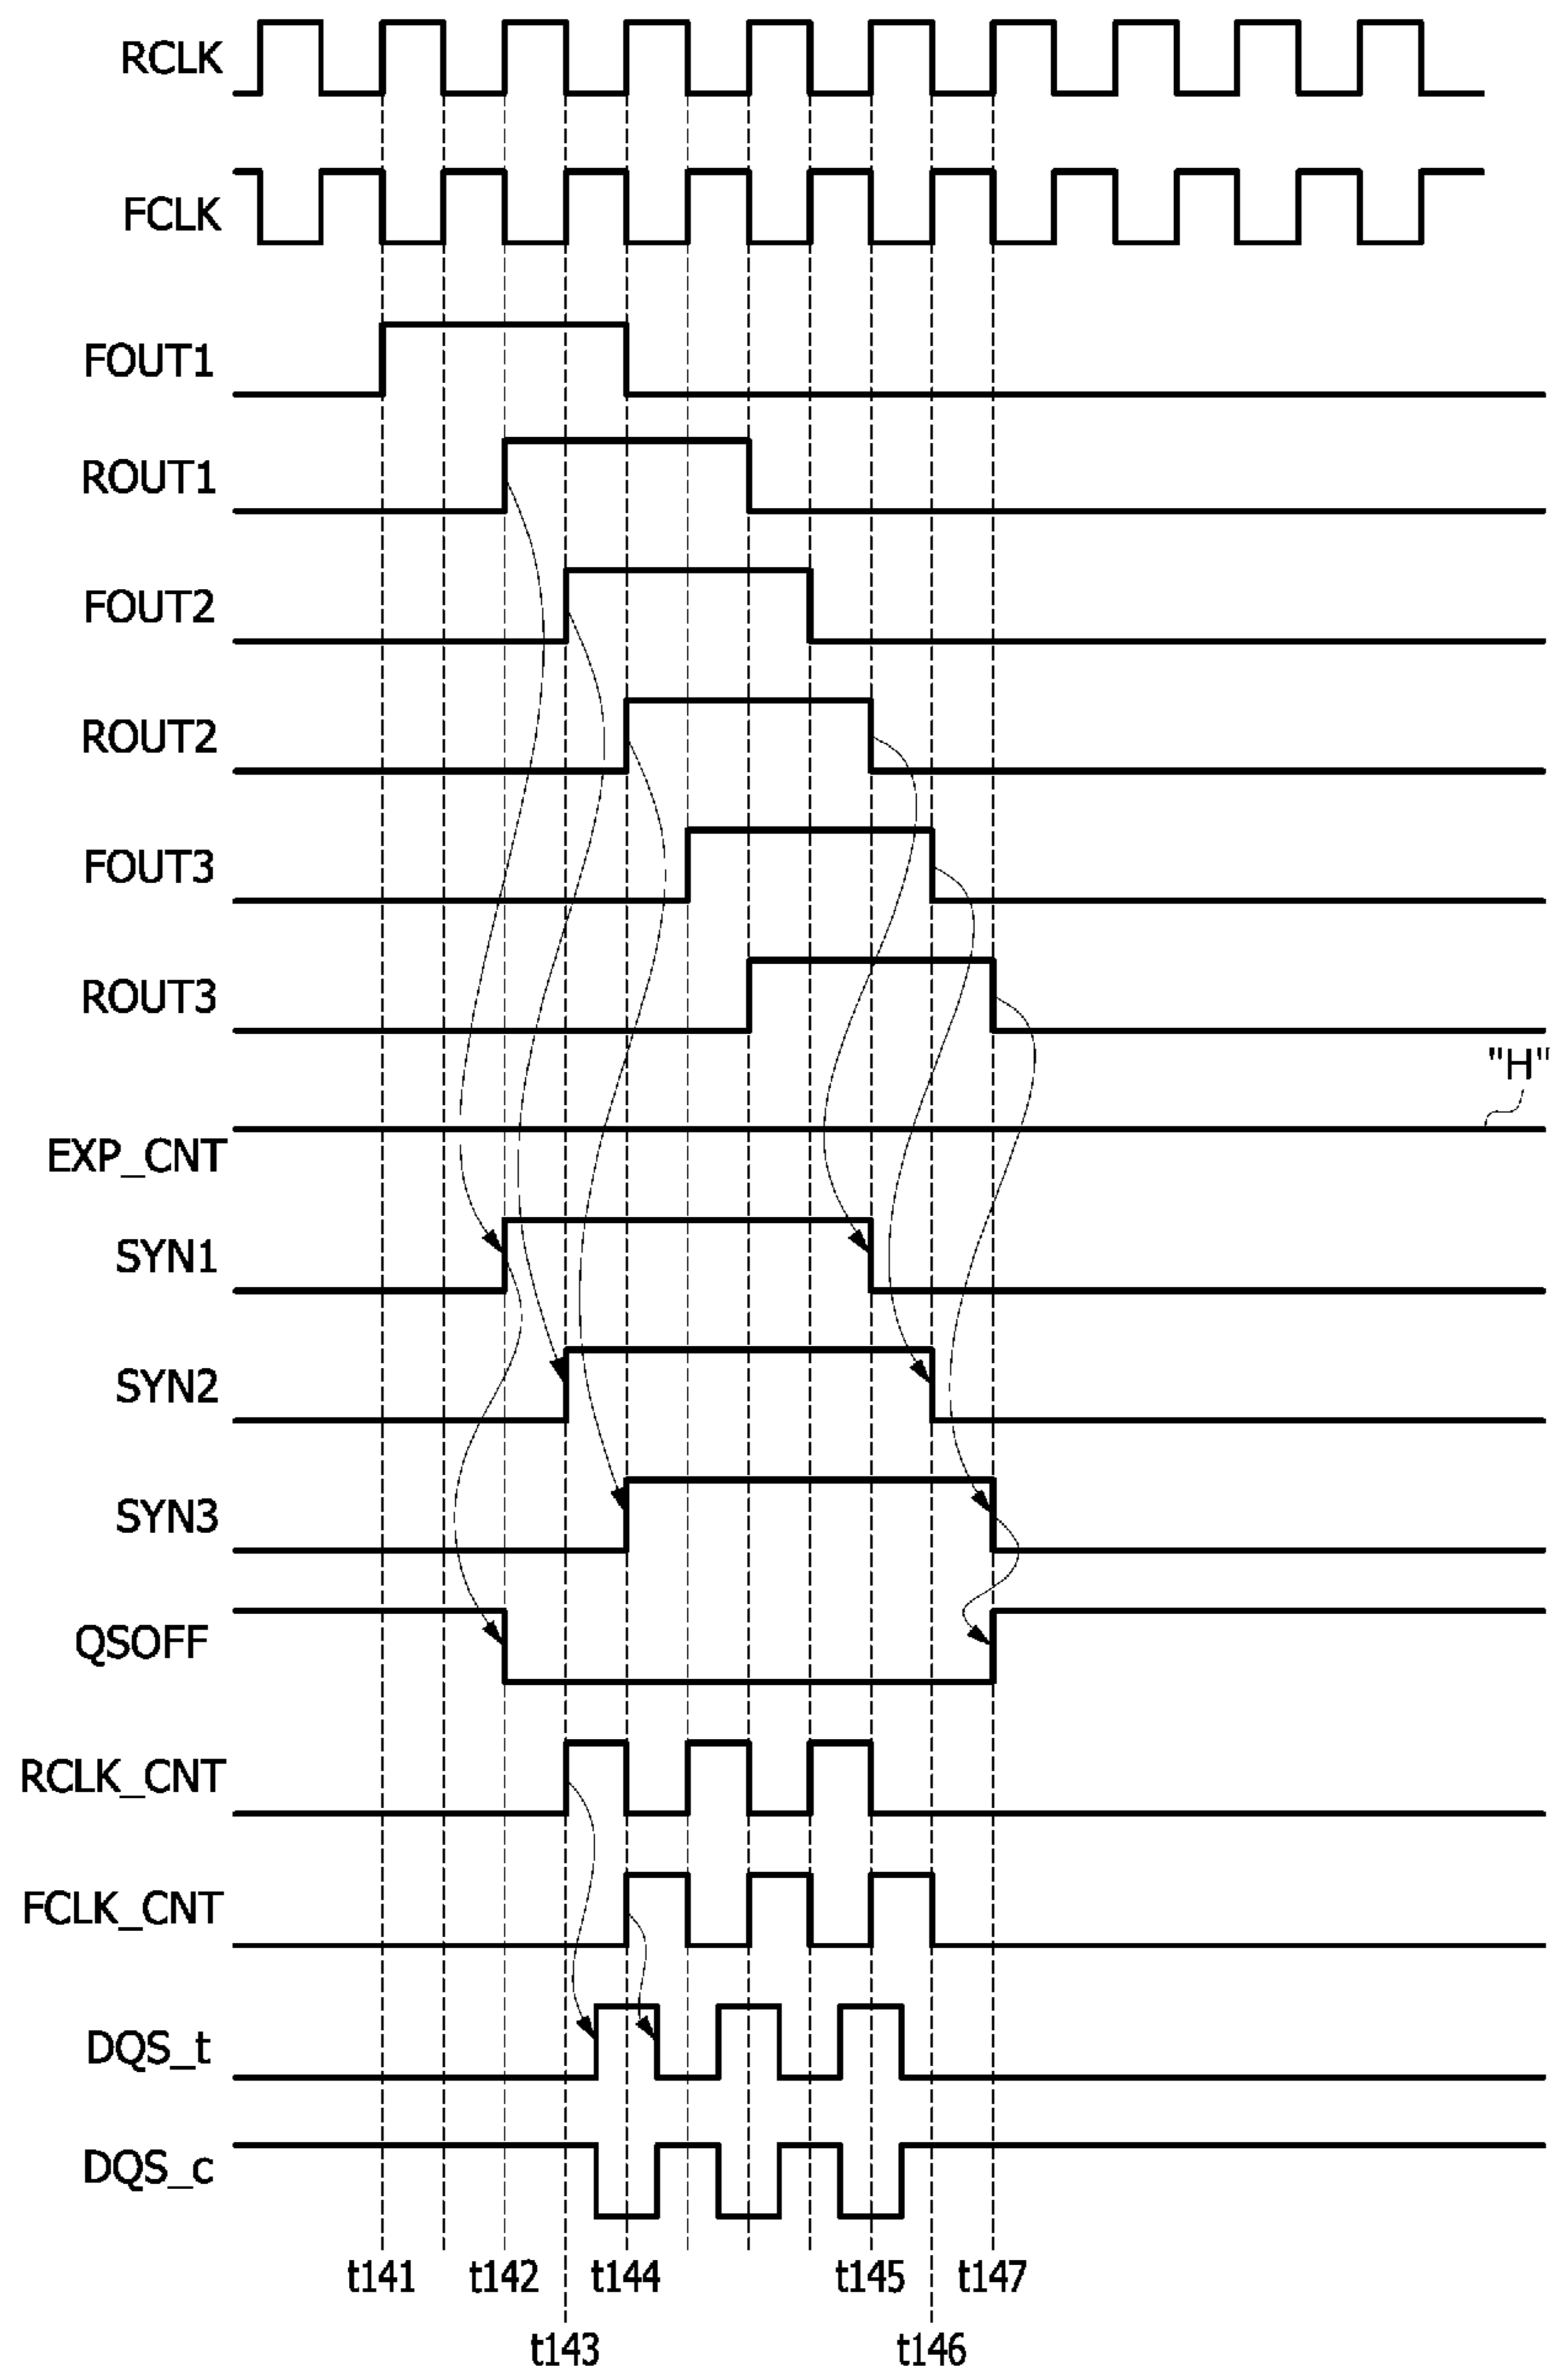 RCLK
FCLK
FOUT1
ROUT1
FOUT2
ROUT2
FOUT3
ROUT3
"H"
EXP_CNT
SYN1
SYN2
SYN3
QSOFF
RCLK_CNT
FCLK_CNT
DQS_t
DQS_c
t141 t142 t144 t145 t147
t143 t146